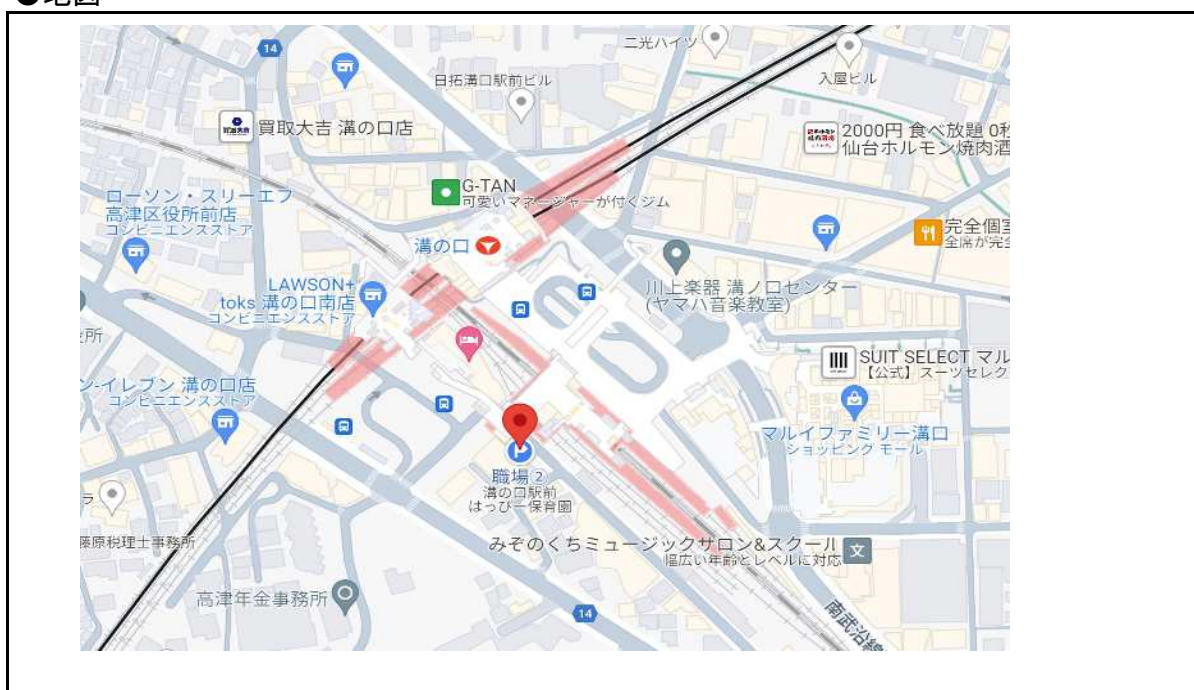 ●地図
14
二光ハイツ
日拓溝口駅前ビル
入屋ビル
買取大吉 溝の口店
2000円 食べ放題 0秒
仙台ホルモン焼肉酒
G-TAN
可愛いマネージャーが付くジム
ローソン・スリーエフ
高津区役所前店
コンビニエンスストア
溝の口
完全個室
全席が完全
LAWSON+
toks 溝の口南店
コンビニエンスストア
川上楽器 溝ノ口センター
(ヤマハ音楽教室)
所
SUIT SELECT マル
【公式】スーツセレク
ン-イレブン 溝の口店
コンビニエンスストア
マルイファミリー溝口
ショッピング モール
職場②
溝の口駅前
はっぴー保育園
ラ
藤原税理士事務所
みぞのくちミュージックサロン&スクール
幅広い年齢とレベルに対応
文
高津年金事務所
14
南武沿線